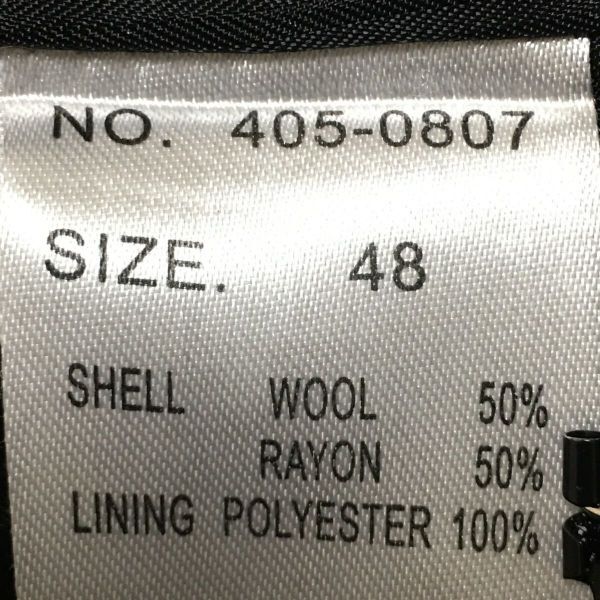 NO. 405-0807
SIZE. 48
SHELL WOOL 50%
RAYON 50%
LINING POLYESTER 100%